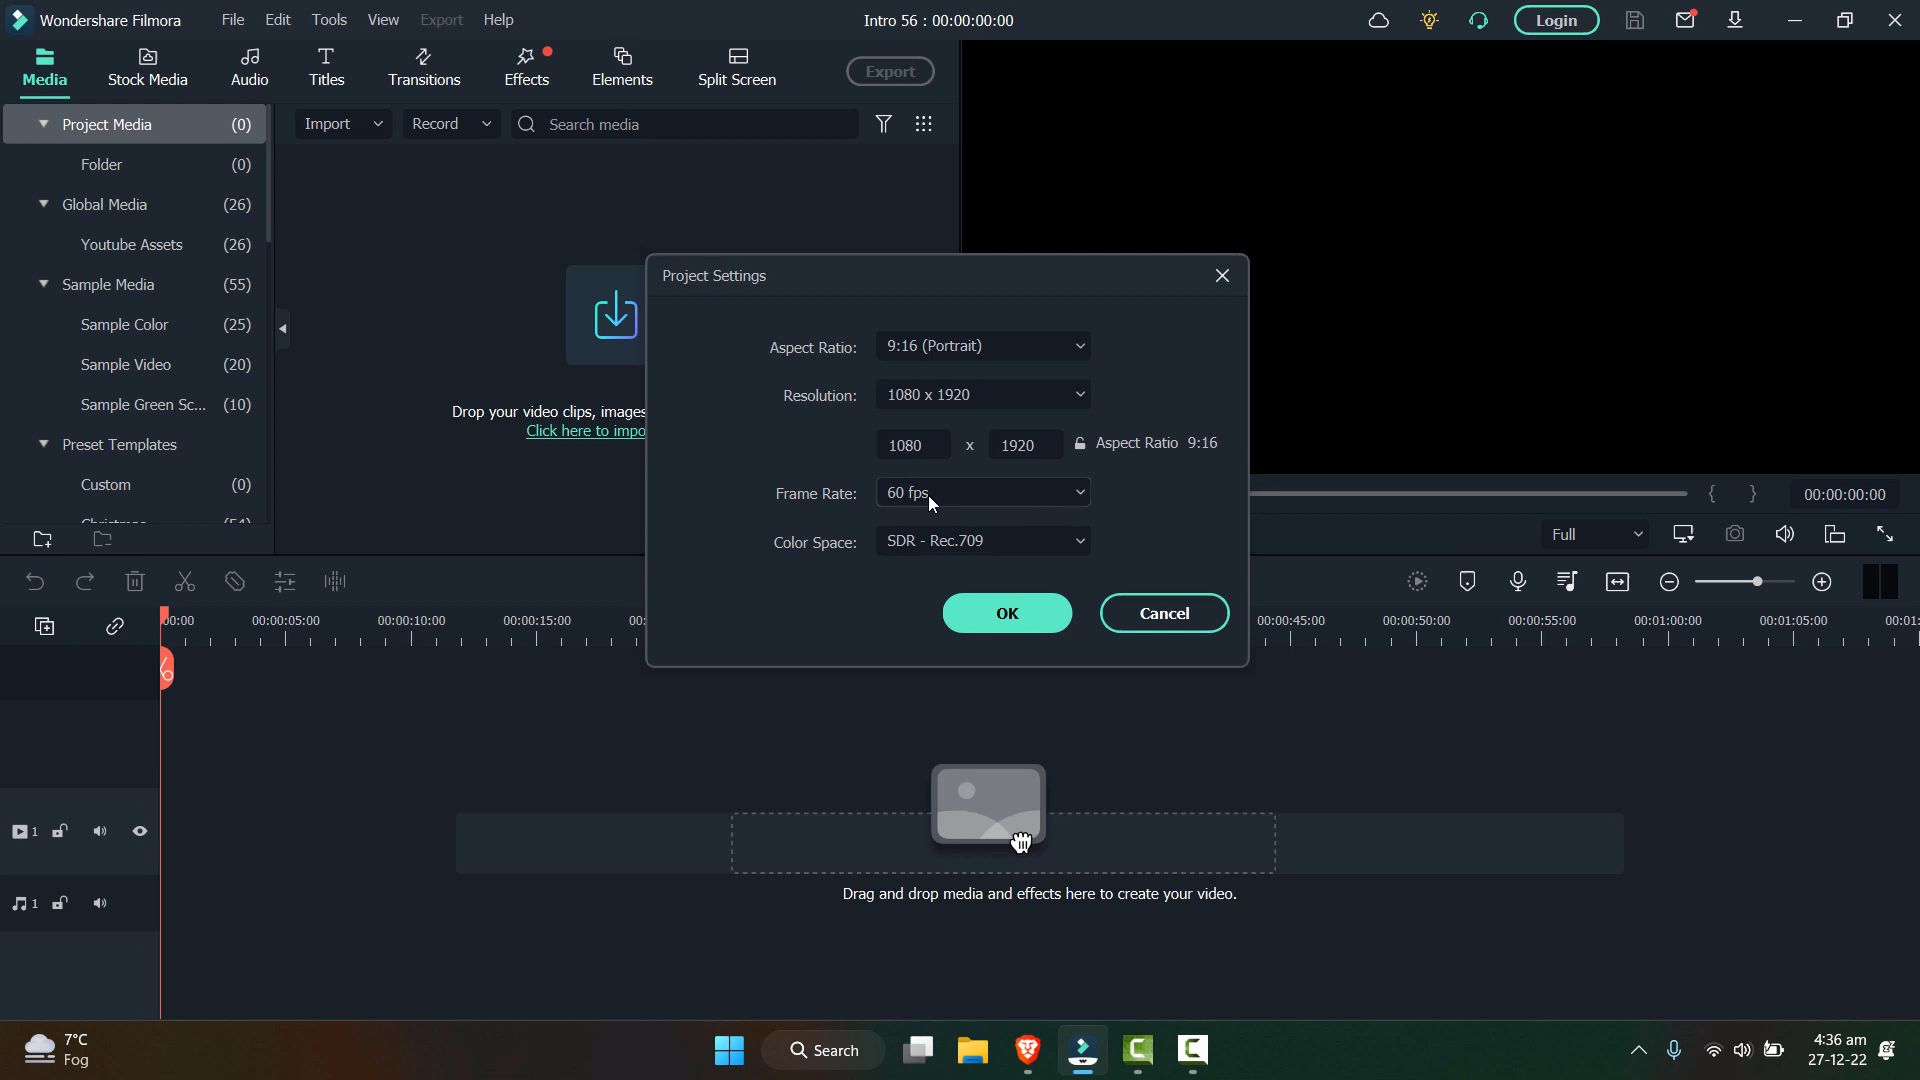 Wondershare Filmora File Edit Tools View Export Help Intro 56 : 00:00:00:00 Login
Media Stock Media Audio Titles Transitions Effects Elements Split Screen Export
Project Media (0)
Folder (0)
Global Media (26)
Youtube Assets (26)
Sample Media (55)
Sample Color (25)
Sample Video (20)
Sample Green Sc... (10)
Preset Templates
Custom (0)
Import Record Search media
Drop your video clips, images
Click here to impo
Project Settings
Aspect Ratio: 9:16 (Portrait)
Resolution: 1080 x 1920
1080 x 1920 Aspect Ratio 9:16
Frame Rate: 60 fps
Color Space: SDR - Rec.709
OK Cancel
{ } 00:00:00:00
Full
00:00 00:00:05:00 00:00:10:00 00:00:15:00 00: 00:00:45:00 00:00:50:00 00:00:55:00 00:01:00:00 00:01:05:00 00:01:
1
Drag and drop media and effects here to create your video.
1
7°C
Fog
Search
4:36 am
27-12-22